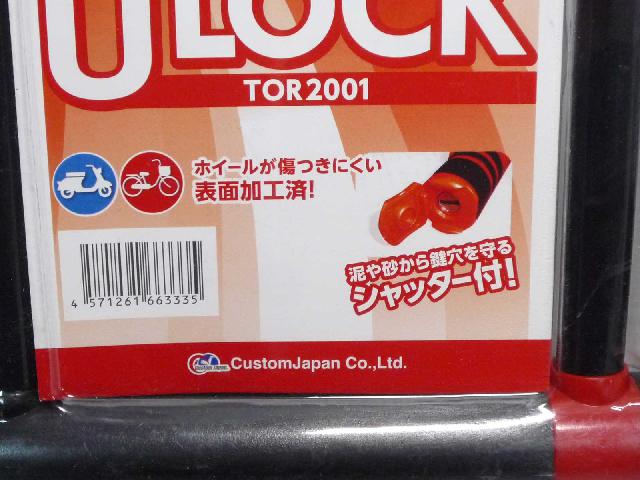 U LOCK
TOR2001
ホイールが傷つきにくい
表面加工済!
泥や砂から鍵穴を守る
シャッター付!
4 571261 663335
CustomJapan Co.,Ltd.